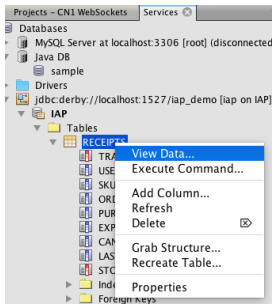 Projects – CN1 WebSockets Services
Databases
MySQL Server at localhost:3306 [root] (disconnected
Java DB
sample
Drivers
jdbc:derby://localhost:1527/iap_demo [iap on IAP]
IAP
Tables
RECEIPTS
TRA View Data...
USE Execute Command...
SKU
ORD Add Column...
PUR Refresh
EXP Delete
CAN
LAS Grab Structure...
STO Recreate Table...
Inde
Properties
Foreign Keys